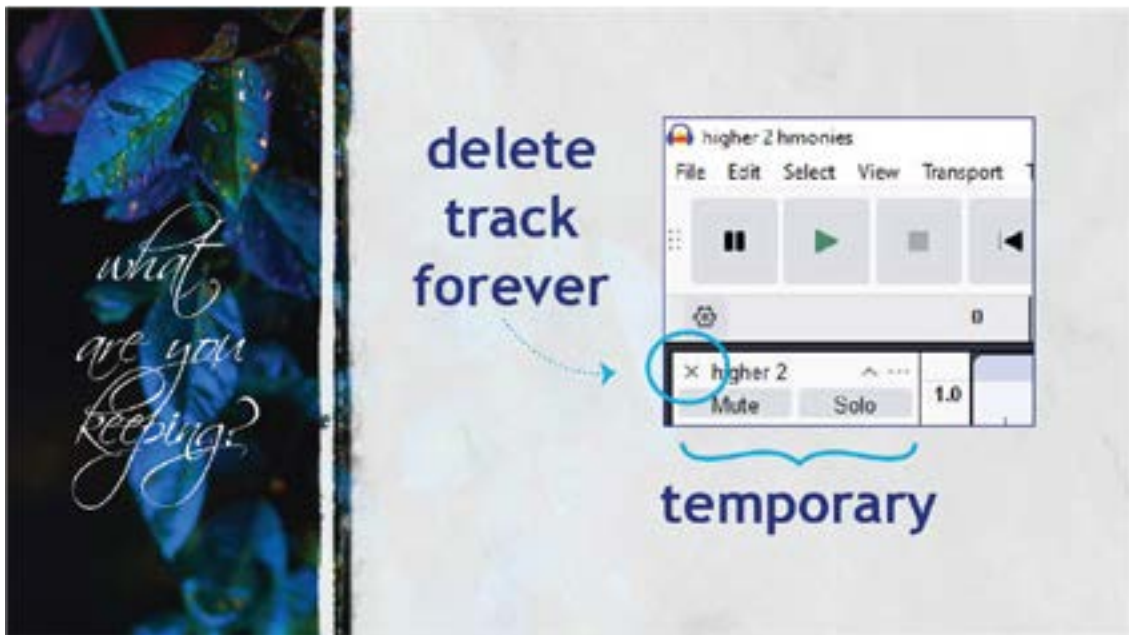 what
are you
keeping?
delete
track
forever
higher 2 hmonies
File Edit Select View Transport T
0
× higher 2
Mute Solo
1.0
temporary